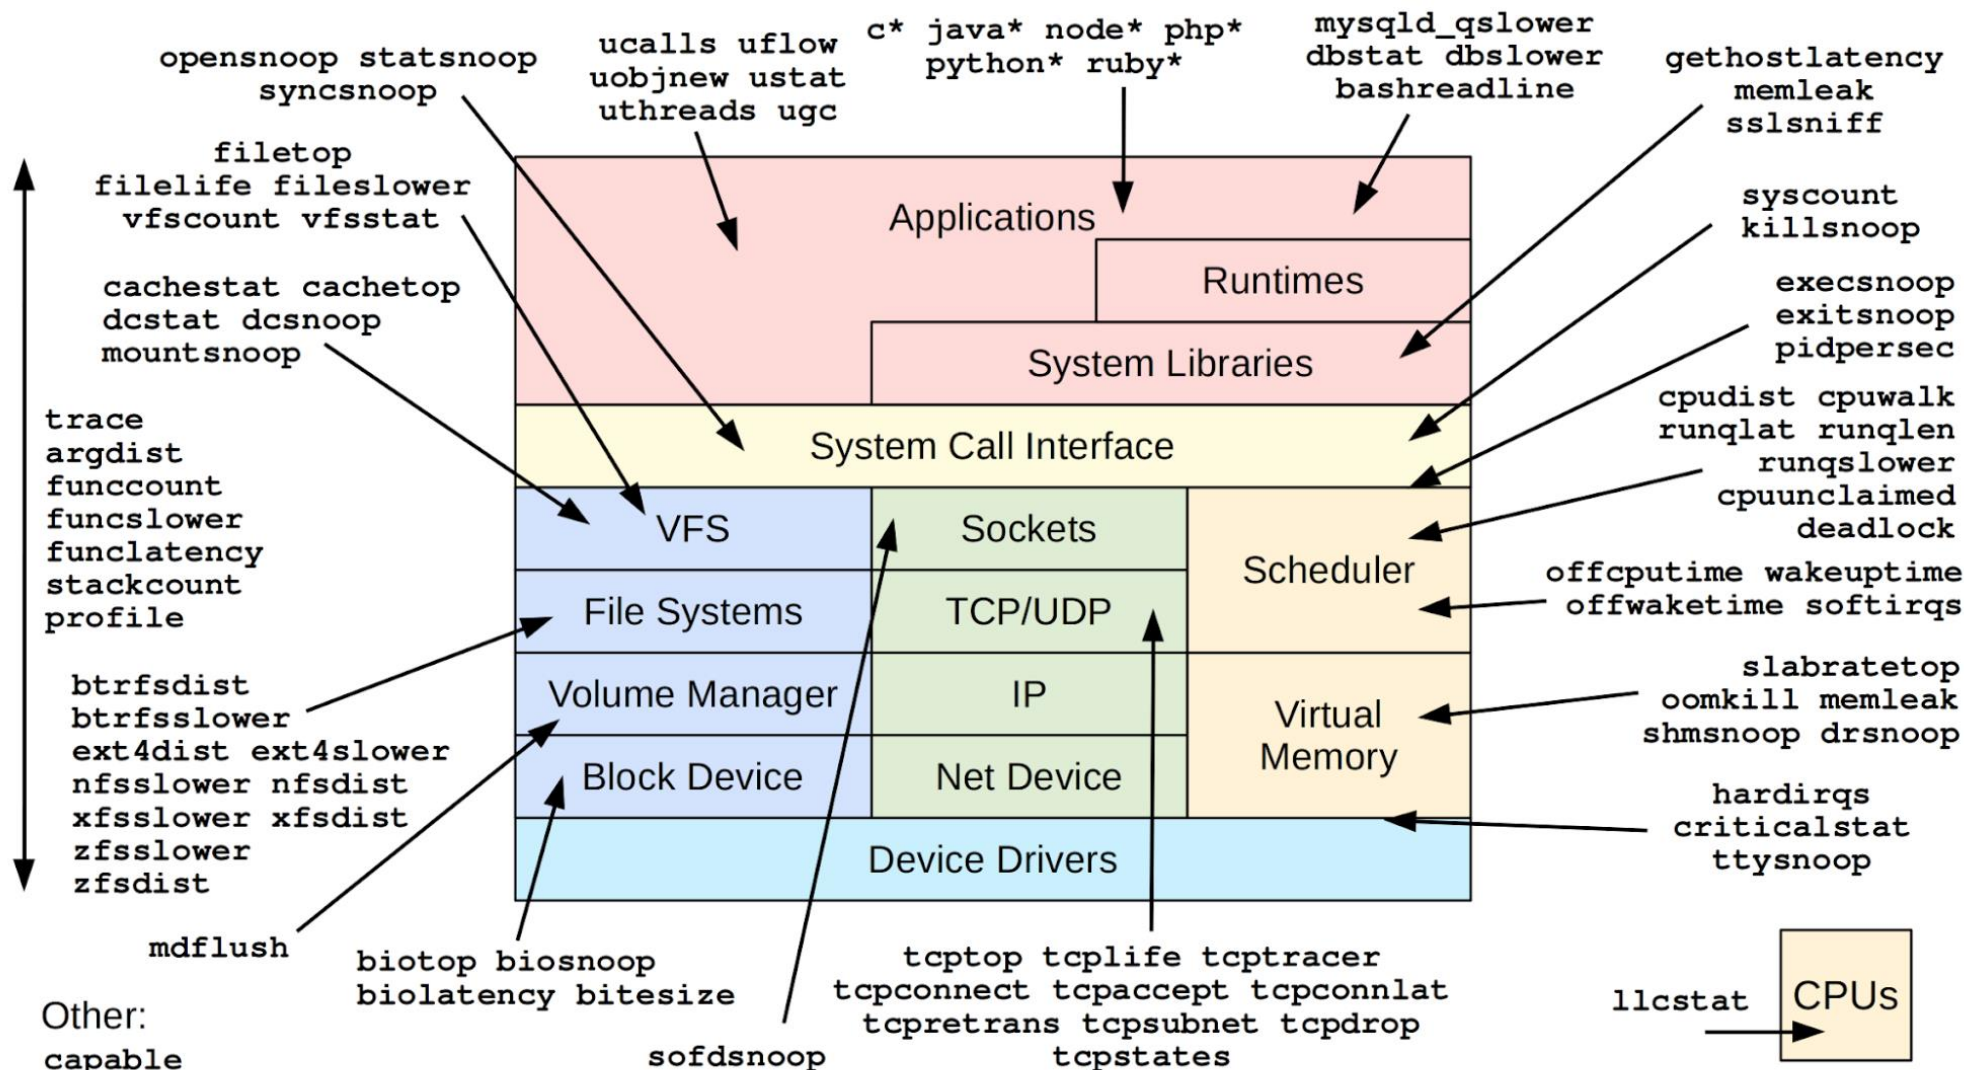 opensnoop statsnoop
syncsnoop
ucalls uflow
uobjnew ustat
uthreads ugc
c* java* node* php*
python* ruby*
mysqld_qslower
dbstat dbslower
bashreadline
gethostlatency
memleak
sslsniff
filetop
filelife fileslower
vfscount vfsstat
syscount
killsnoop
cachestat cachetop
dcstat dcsnoop
mountsnoop
execsnoop
exitsnoop
pidpersec
trace
argdist
funccount
funcslower
funclatency
stackcount
profile
cpudist cpuwalk
runqlat runqlen
runqslower
cpuunclaimed
deadlock
offcputime wakeuptime
offwaketime softirqs
btrfsdist
btrfsslower
ext4dist ext4slower
nfsslower nfsdist
xfsslower xfsdist
zfsslower
zfsdist
slabratetop
oomkill memleak
shmsnoop drsnoop
hardirqs
criticalstat
ttysnoop
Applications
Runtimes
System Libraries
System Call Interface
VFS
Sockets
Scheduler
File Systems
TCP/UDP
Volume Manager
IP
Virtual
Memory
Block Device
Net Device
Device Drivers
mdflush
biotop biosnoop
biolatency bitesize
tcptop tcplife tcptracer
tcpconnect tcpaccept tcpconnlat
tcpretrans tcpsubnet tcpdrop
tcpstates
sofdsnoop
llcstat
CPUs
Other:
capable